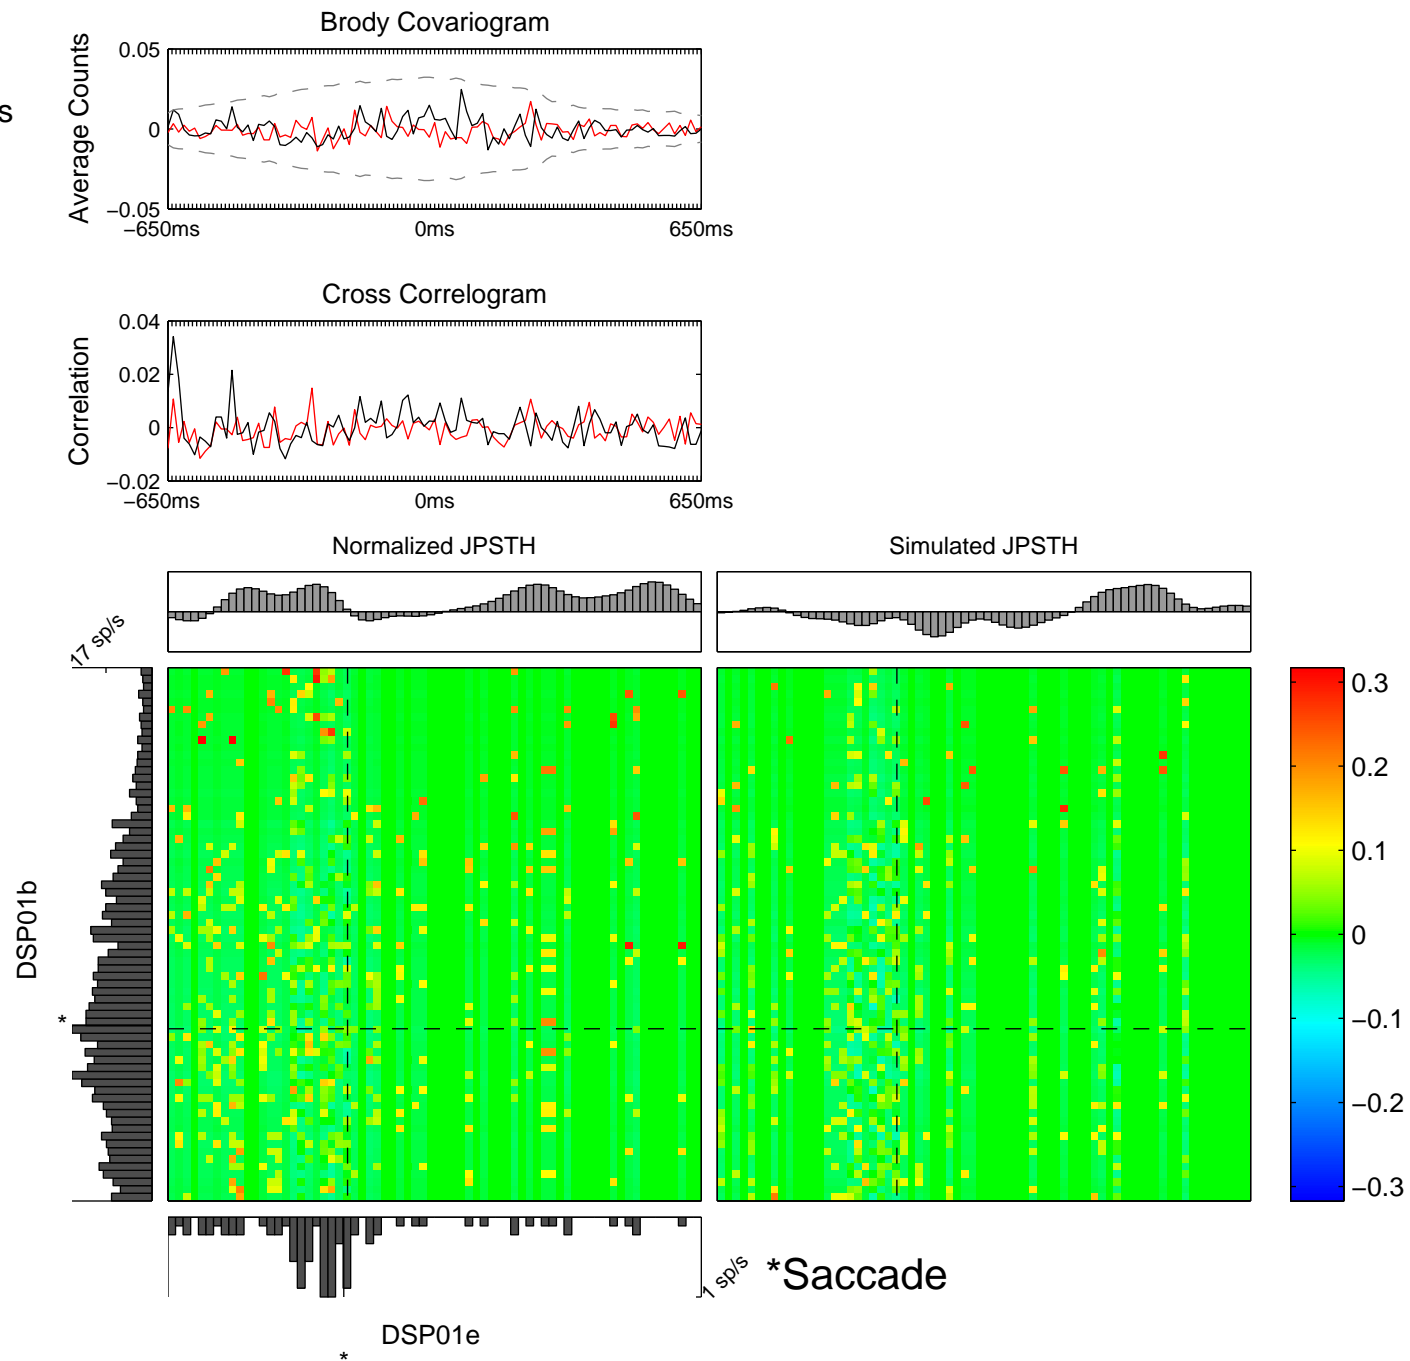 Brody Covariogram
s
Average Counts
0.05
0
−0.05
−650ms 0ms 650ms
Cross Correlogram
Correlation
0.04
0.02
0
−0.02
−650ms 0ms 650ms
Normalized JPSTH
Simulated JPSTH
17 sp/s
DSP01b
*
0.3
0.2
0.1
0
−0.1
−0.2
−0.3
1 sp/s
*Saccade
DSP01e
*